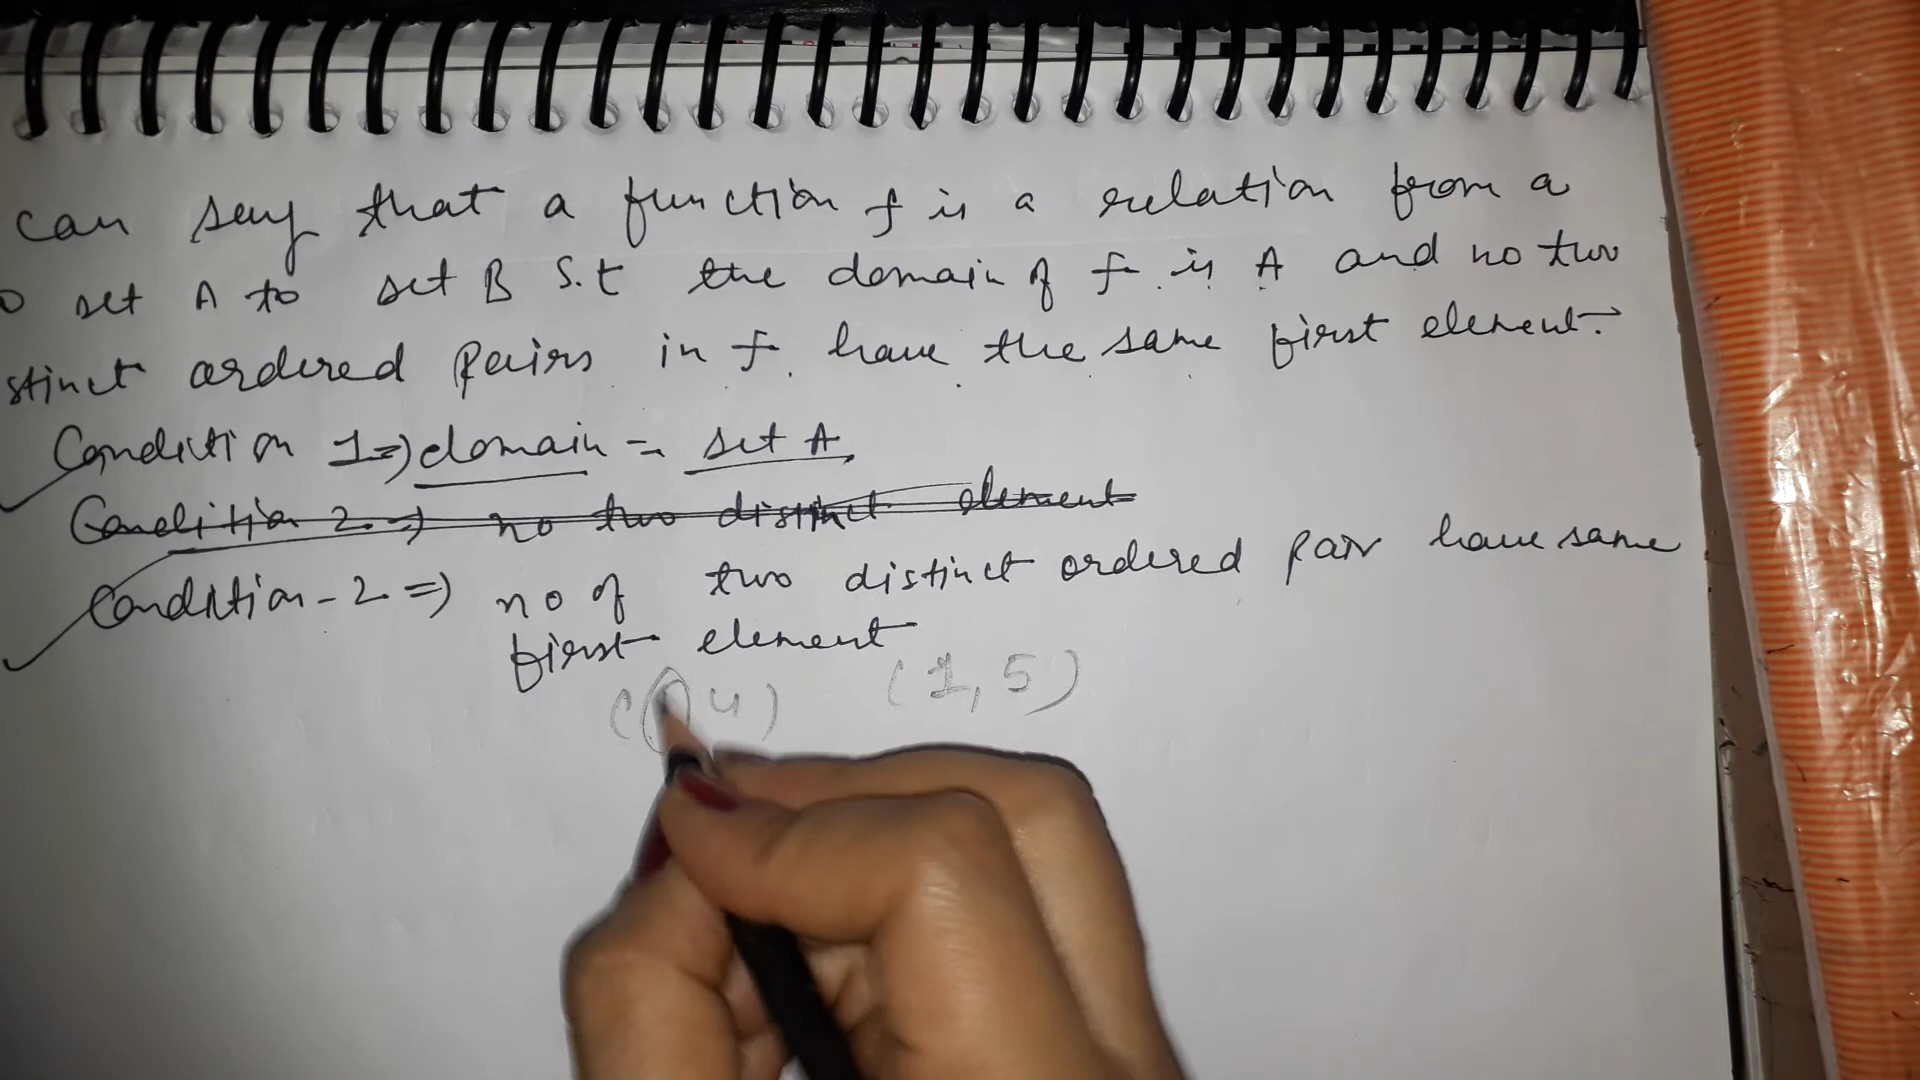 can say that a function f is a relation from a
set A to set B S.t the domain of f is A and no two
stinct ordered pairs in f have the same first element.
Condition 1 => domain = set A,
Condition 2 => no two distinct element
Condition - 2 => no of two distinct ordered pair have same
first element
( 4) (1, 5)